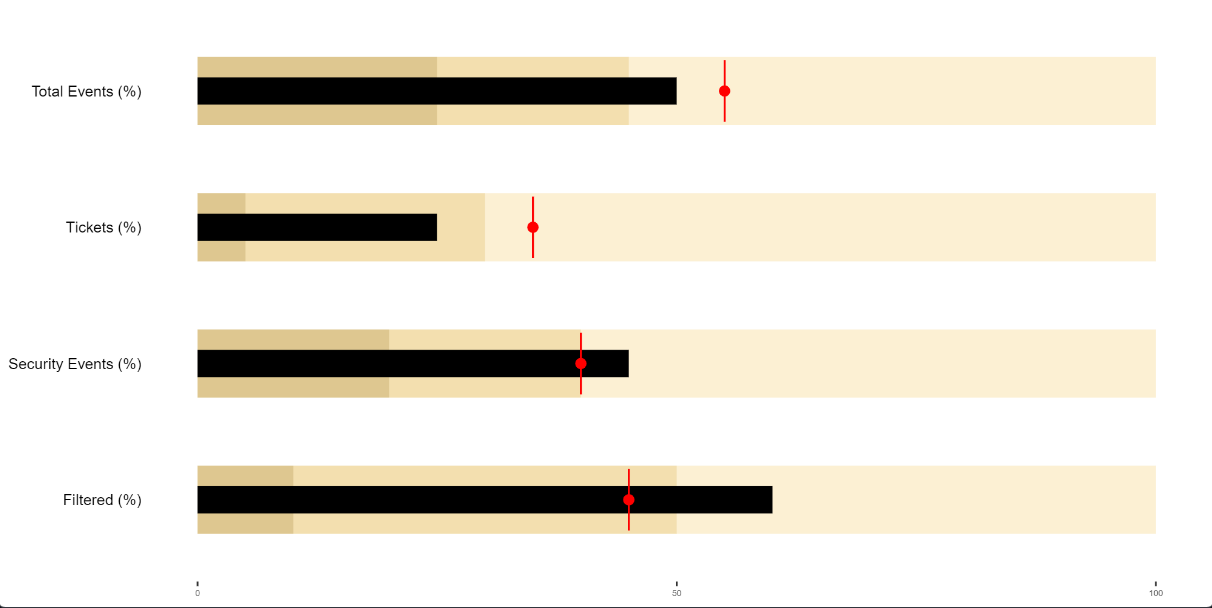 Total Events (%)
Tickets (%)
Security Events (%)
Filtered (%)
0 50 100